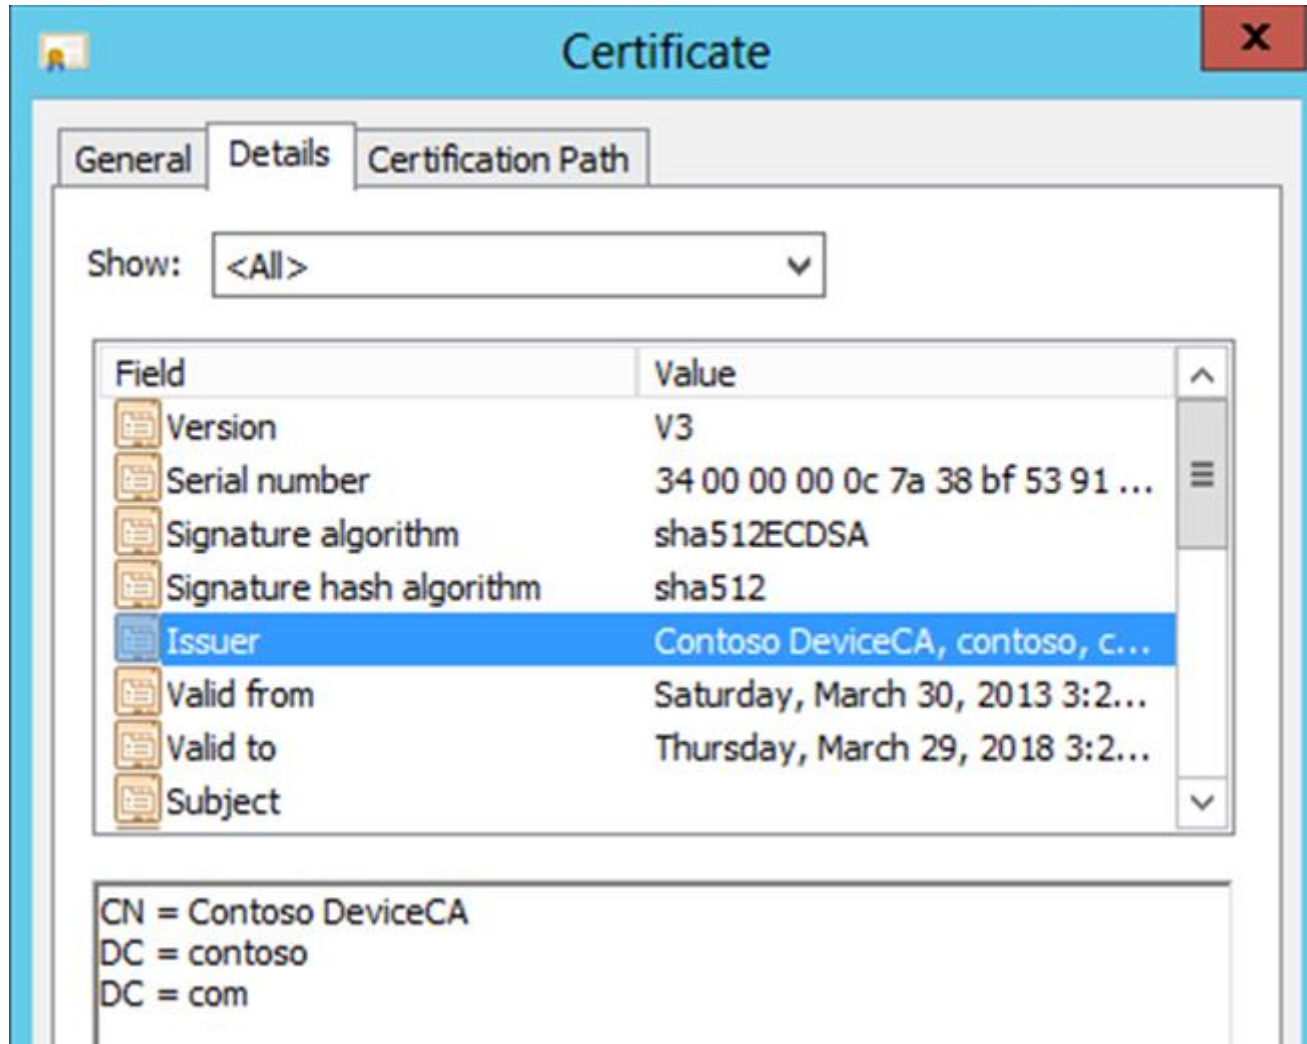 Certificate
x
General Details Certification Path
Show: <All>
Field Value
Version V3
Serial number 34 00 00 00 0c 7a 38 bf 53 91 ...
Signature algorithm sha512ECDSA
Signature hash algorithm sha512
Issuer Contoso DeviceCA, contoso, c...
Valid from Saturday, March 30, 2013 3:2...
Valid to Thursday, March 29, 2018 3:2...
Subject
CN = Contoso DeviceCA
DC = contoso
DC = com